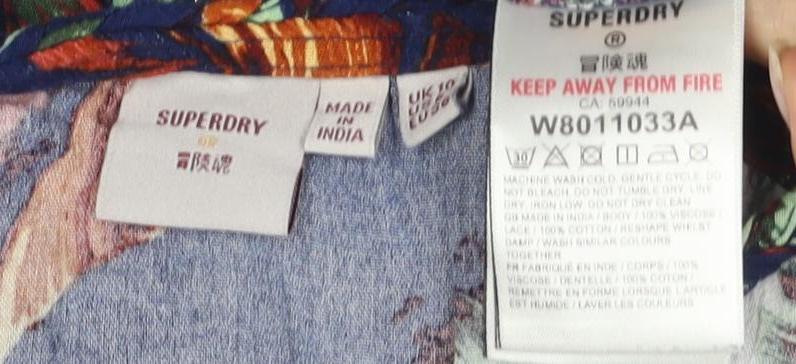 SUPERDRY
冒険魂
MADE
IN
INDIA
UK 10
SUPERDRY
®
冒険魂
KEEP AWAY FROM FIRE
CA: 59944
W8011033A
30
MACHINE WASH COLD. GENTLE CYCLE. DO
NOT BLEACH. DO NOT TUMBLE DRY. LINE
DRY. IRON LOW. DO NOT DRY CLEAN
GB MADE IN INDIA / BODY / 100% VISCOSE /
LACE / 100% COTTON / RESHAPE WHILST
DAMP / WASH SIMILAR COLOURS
TOGETHER
FR FABRIQUÉ EN INDE / CORPS / 100%
VISCOSE / DENTELLE / 100% COTON /
REMETTRE EN FORME LORSQUE L'ARTICLE
EST HUMIDE / LAVER LES COULEURS